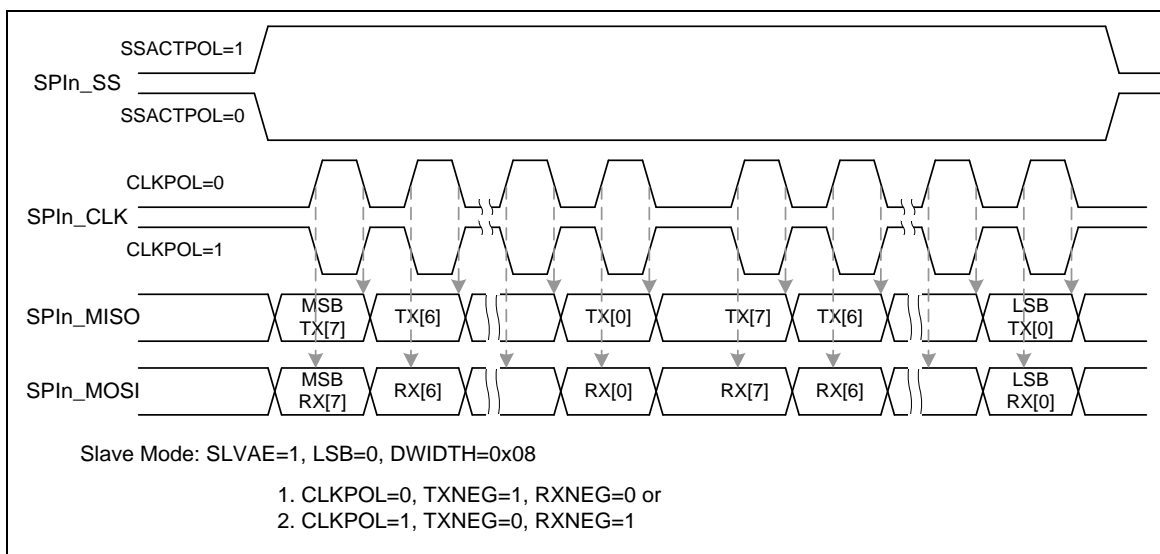 SSACTPOL=1
SPIn_SS
SSACTPOL=0
CLKPOL=0
SPIn_CLK
CLKPOL=1
SPIn_MISO
MSB
TX[7]
TX[6]
TX[0]
TX[7]
TX[6]
LSB
TX[0]
SPIn_MOSI
MSB
RX[7]
RX[6]
RX[0]
RX[7]
RX[6]
LSB
RX[0]
Slave Mode: SLVAE=1, LSB=0, DWIDTH=0x08
1. CLKPOL=0, TXNEG=1, RXNEG=0 or
2. CLKPOL=1, TXNEG=0, RXNEG=1